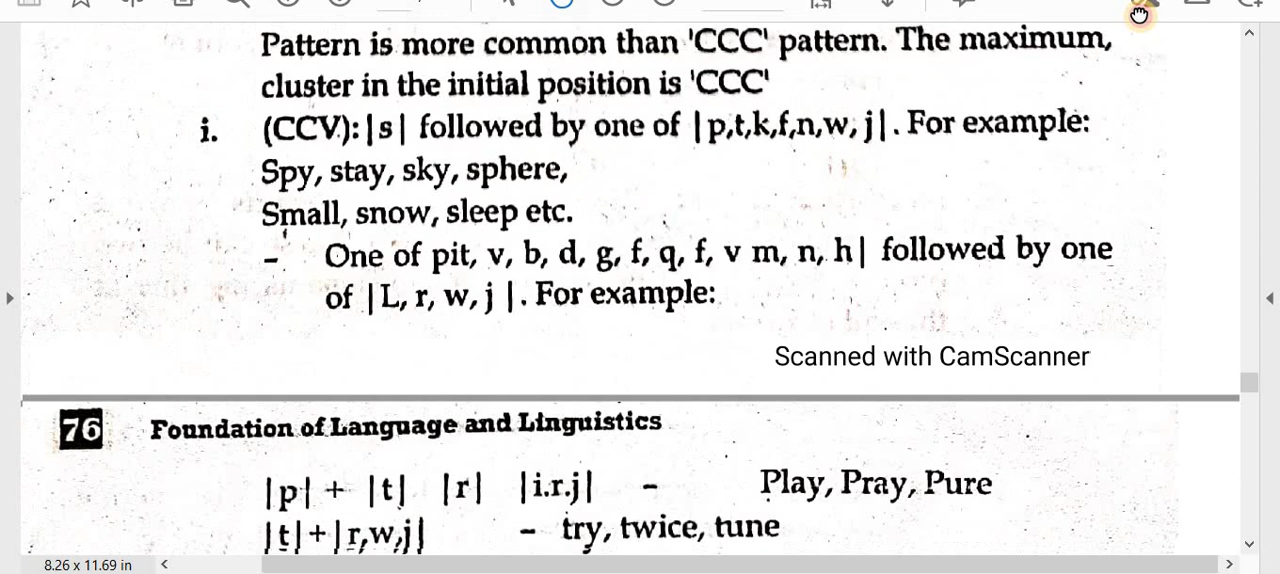 Pattern is more common than 'CCC' pattern. The maximum,
cluster in the initial position is 'CCC'
i. (CCV):|s| followed by one of |p,t,k,f,n,w, j|. For example:
Spy, stay, sky, sphere,
Small, snow, sleep etc.
- One of pit, v, b, d, g, f, q, f, v m, n, h| followed by one
of |L, r, w, j |. For example:
Scanned with CamScanner
76 Foundation of Language and Linguistics
|p| + |t| |r| |i.r.j| - Play, Pray, Pure
|t|+|r,w,j| - try, twice, tune
8.26 x 11.69 in